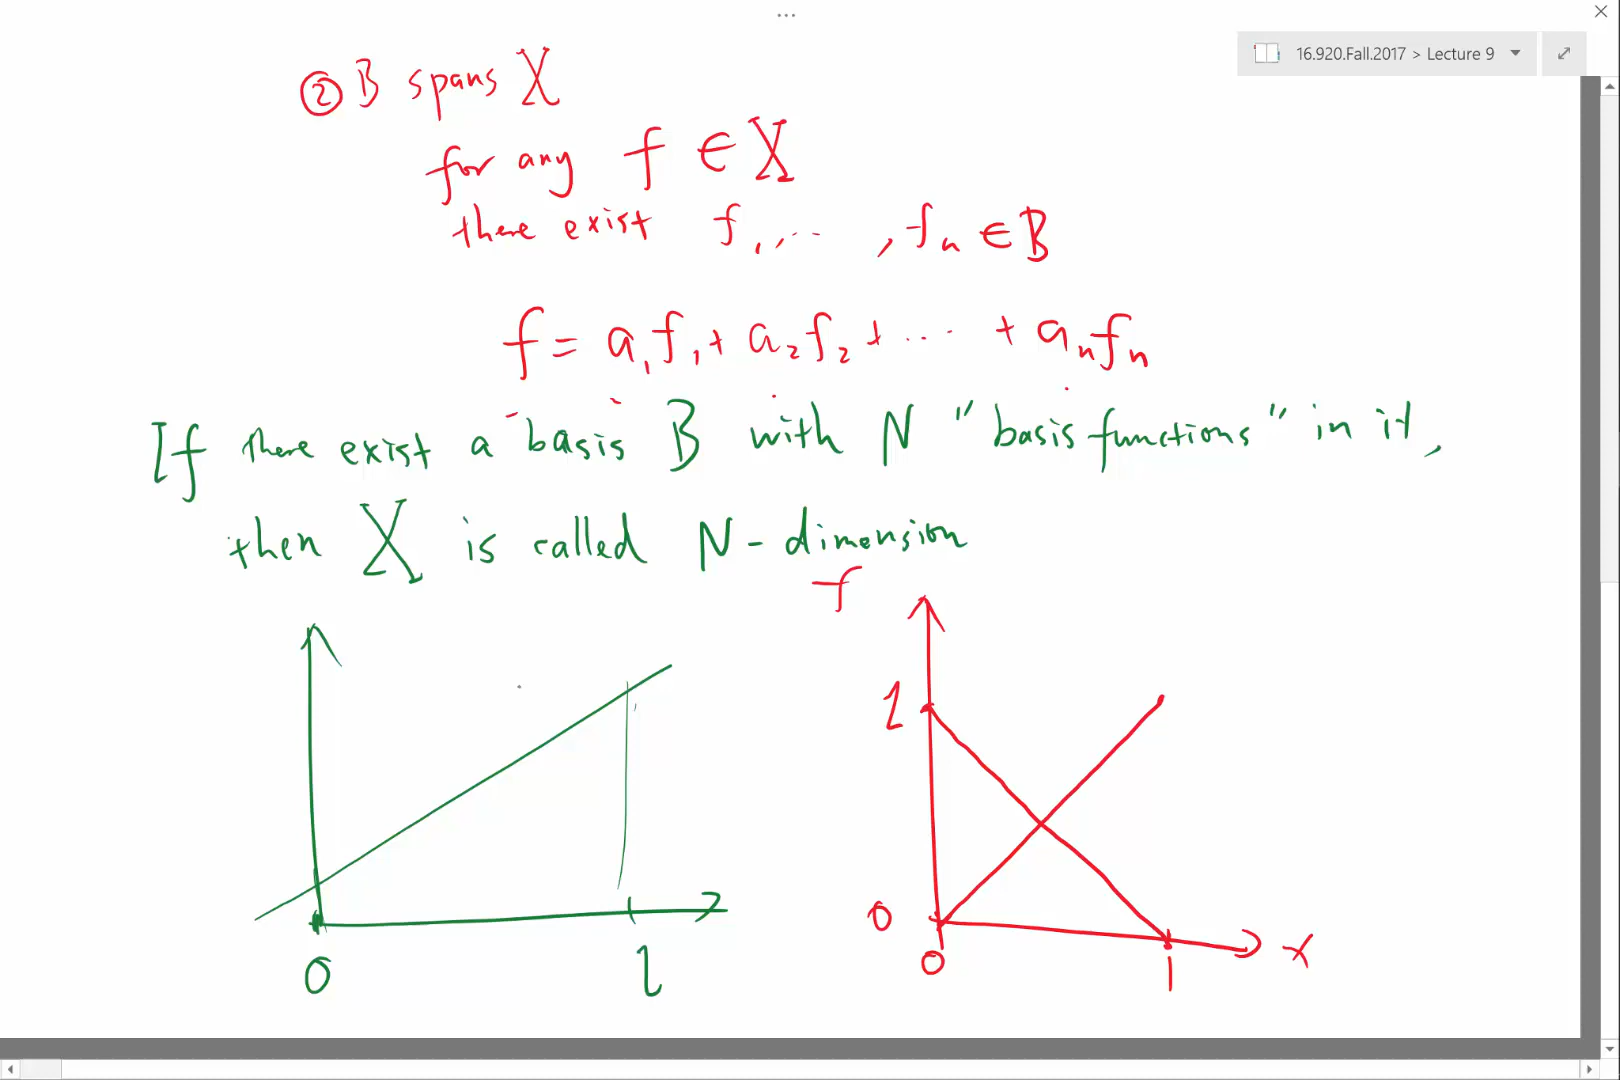 ...
16.920.Fall.2017 > Lecture 9
② B spans X
for any f ∈ X
there exist f₁, ... , fₙ ∈ B
f = a₁f₁ + a₂f₂ + ... + aₙfₙ
If there exist a basis B with N "basis functions" in it,
then X is called N-dimension
f
1
0
0
1
x
0
1